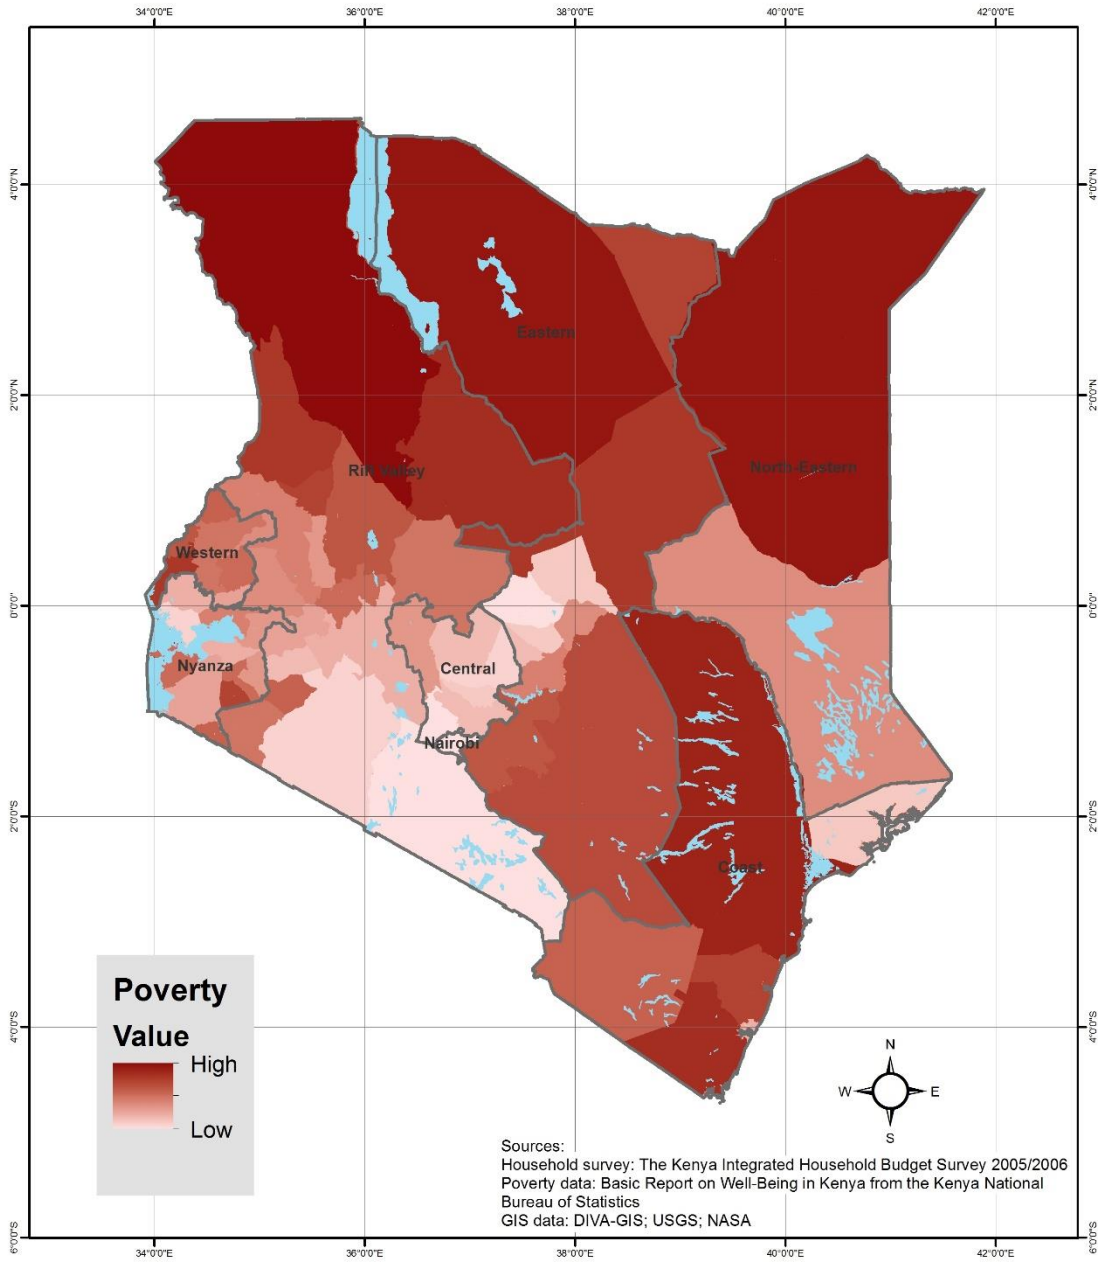 34°0'0"E 36°0'0"E 38°0'0"E 40°0'0"E 42°0'0"E
4°0'0"N 4°0'0"N
Eastern
2°0'0"N 2°0'0"N
Rift Valley North-Eastern
Western
0°0'0" 0°0'0"
Nyanza Central
Nairobi
2°0'0"S 2°0'0"S
Coast
Poverty
Value
High
Low
4°0'0"S 4°0'0"S
N
W E
S
Sources:
Household survey: The Kenya Integrated Household Budget Survey 2005/2006
Poverty data: Basic Report on Well-Being in Kenya from the Kenya National
Bureau of Statistics
GIS data: DIVA-GIS; USGS; NASA
6°0'0"S 6°0'0"S
34°0'0"E 36°0'0"E 38°0'0"E 40°0'0"E 42°0'0"E